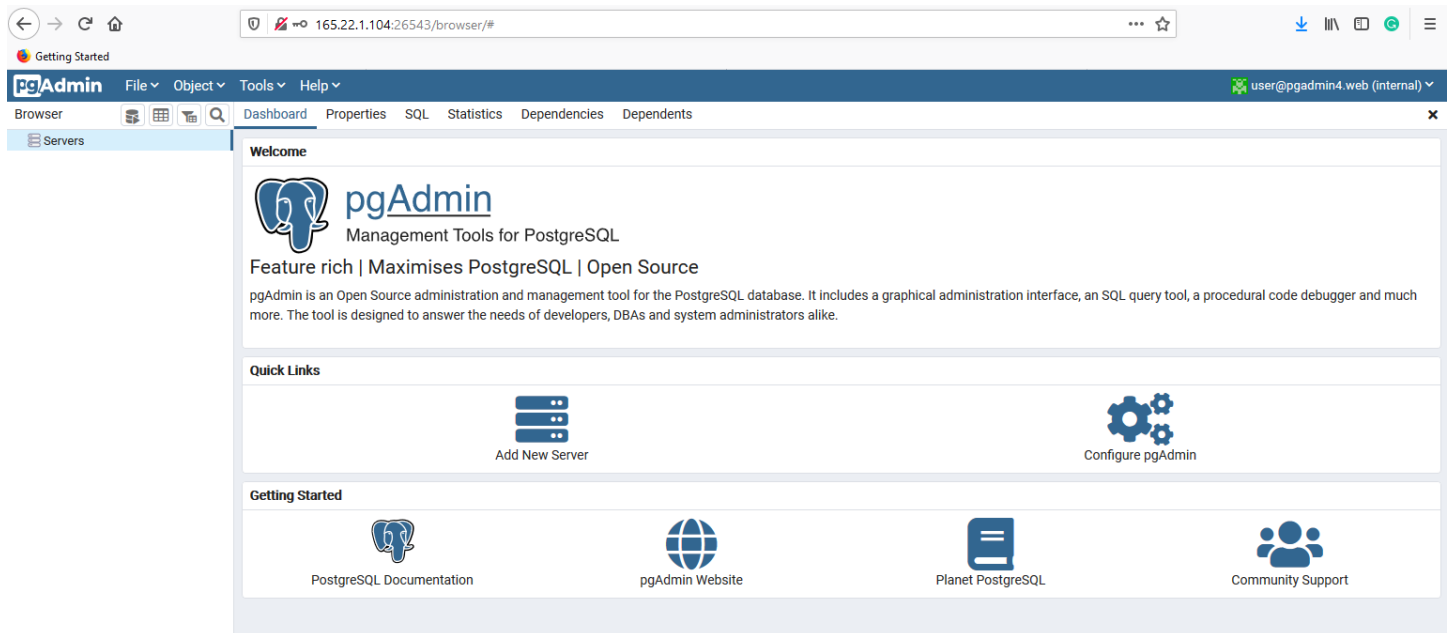 165.22.1.104:26543/browser/#
Getting Started
pgAdmin File Object Tools Help user@pgadmin4.web (internal)
Browser Dashboard Properties SQL Statistics Dependencies Dependents
Servers
Welcome
pgAdmin
Management Tools for PostgreSQL
Feature rich | Maximises PostgreSQL | Open Source
pgAdmin is an Open Source administration and management tool for the PostgreSQL database. It includes a graphical administration interface, an SQL query tool, a procedural code debugger and much
more. The tool is designed to answer the needs of developers, DBAs and system administrators alike.
Quick Links
Add New Server Configure pgAdmin
Getting Started
PostgreSQL Documentation pgAdmin Website Planet PostgreSQL Community Support